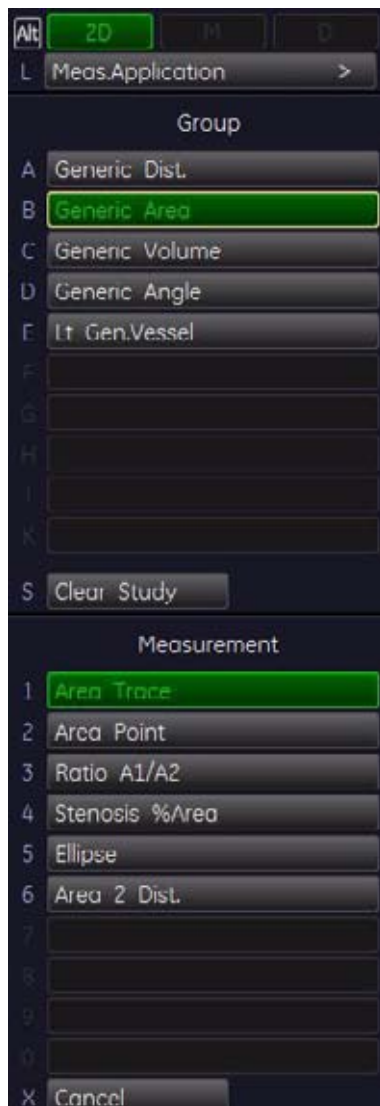 Alt 2D M D
L Meas.Application >
Group
A Generic Dist.
B Generic Area
C Generic Volume
D Generic Angle
E Lt Gen.Vessel
F
G
H
I
K
S Clear Study
Measurement
1 Area Trace
2 Area Point
3 Ratio A1/A2
4 Stenosis %Area
5 Ellipse
6 Area 2 Dist.
7
8
9
0
X Cancel